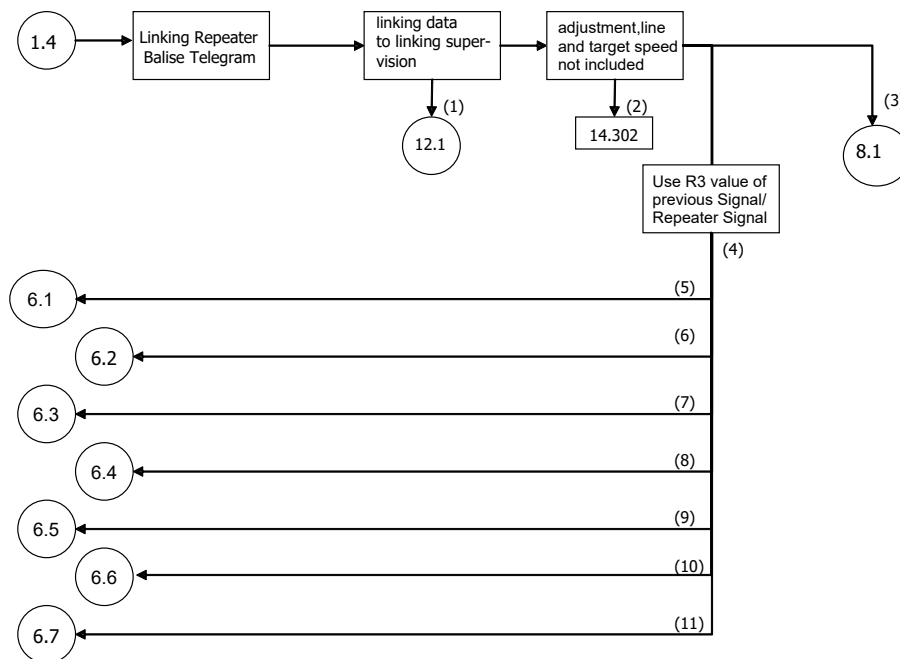 1.4
Linking Repeater
Balise Telegram
linking data
to linking super-
vision
adjustment,line
and target speed
not included
(1)
(2)
(3)
12.1
14.302
8.1
Use R3 value of
previous Signal/
Repeater Signal
(4)
(5)
6.1
(6)
6.2
(7)
6.3
(8)
6.4
(9)
6.5
(10)
6.6
(11)
6.7